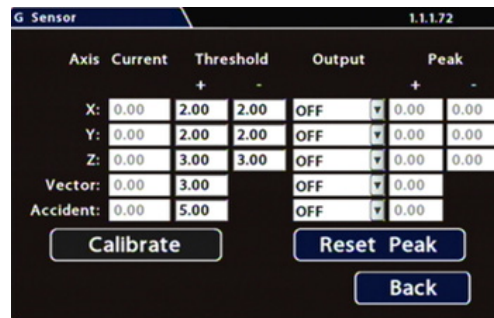 G Sensor 1.1.1.72
Axis Current Threshold Output Peak
+ - + -
X: 0.00 2.00 2.00 OFF 0.00 0.00
Y: 0.00 2.00 2.00 OFF 0.00 0.00
Z: 0.00 3.00 3.00 OFF 0.00 0.00
Vector: 0.00 3.00 OFF 0.00
Accident: 0.00 5.00 OFF 0.00
Calibrate Reset Peak
Back